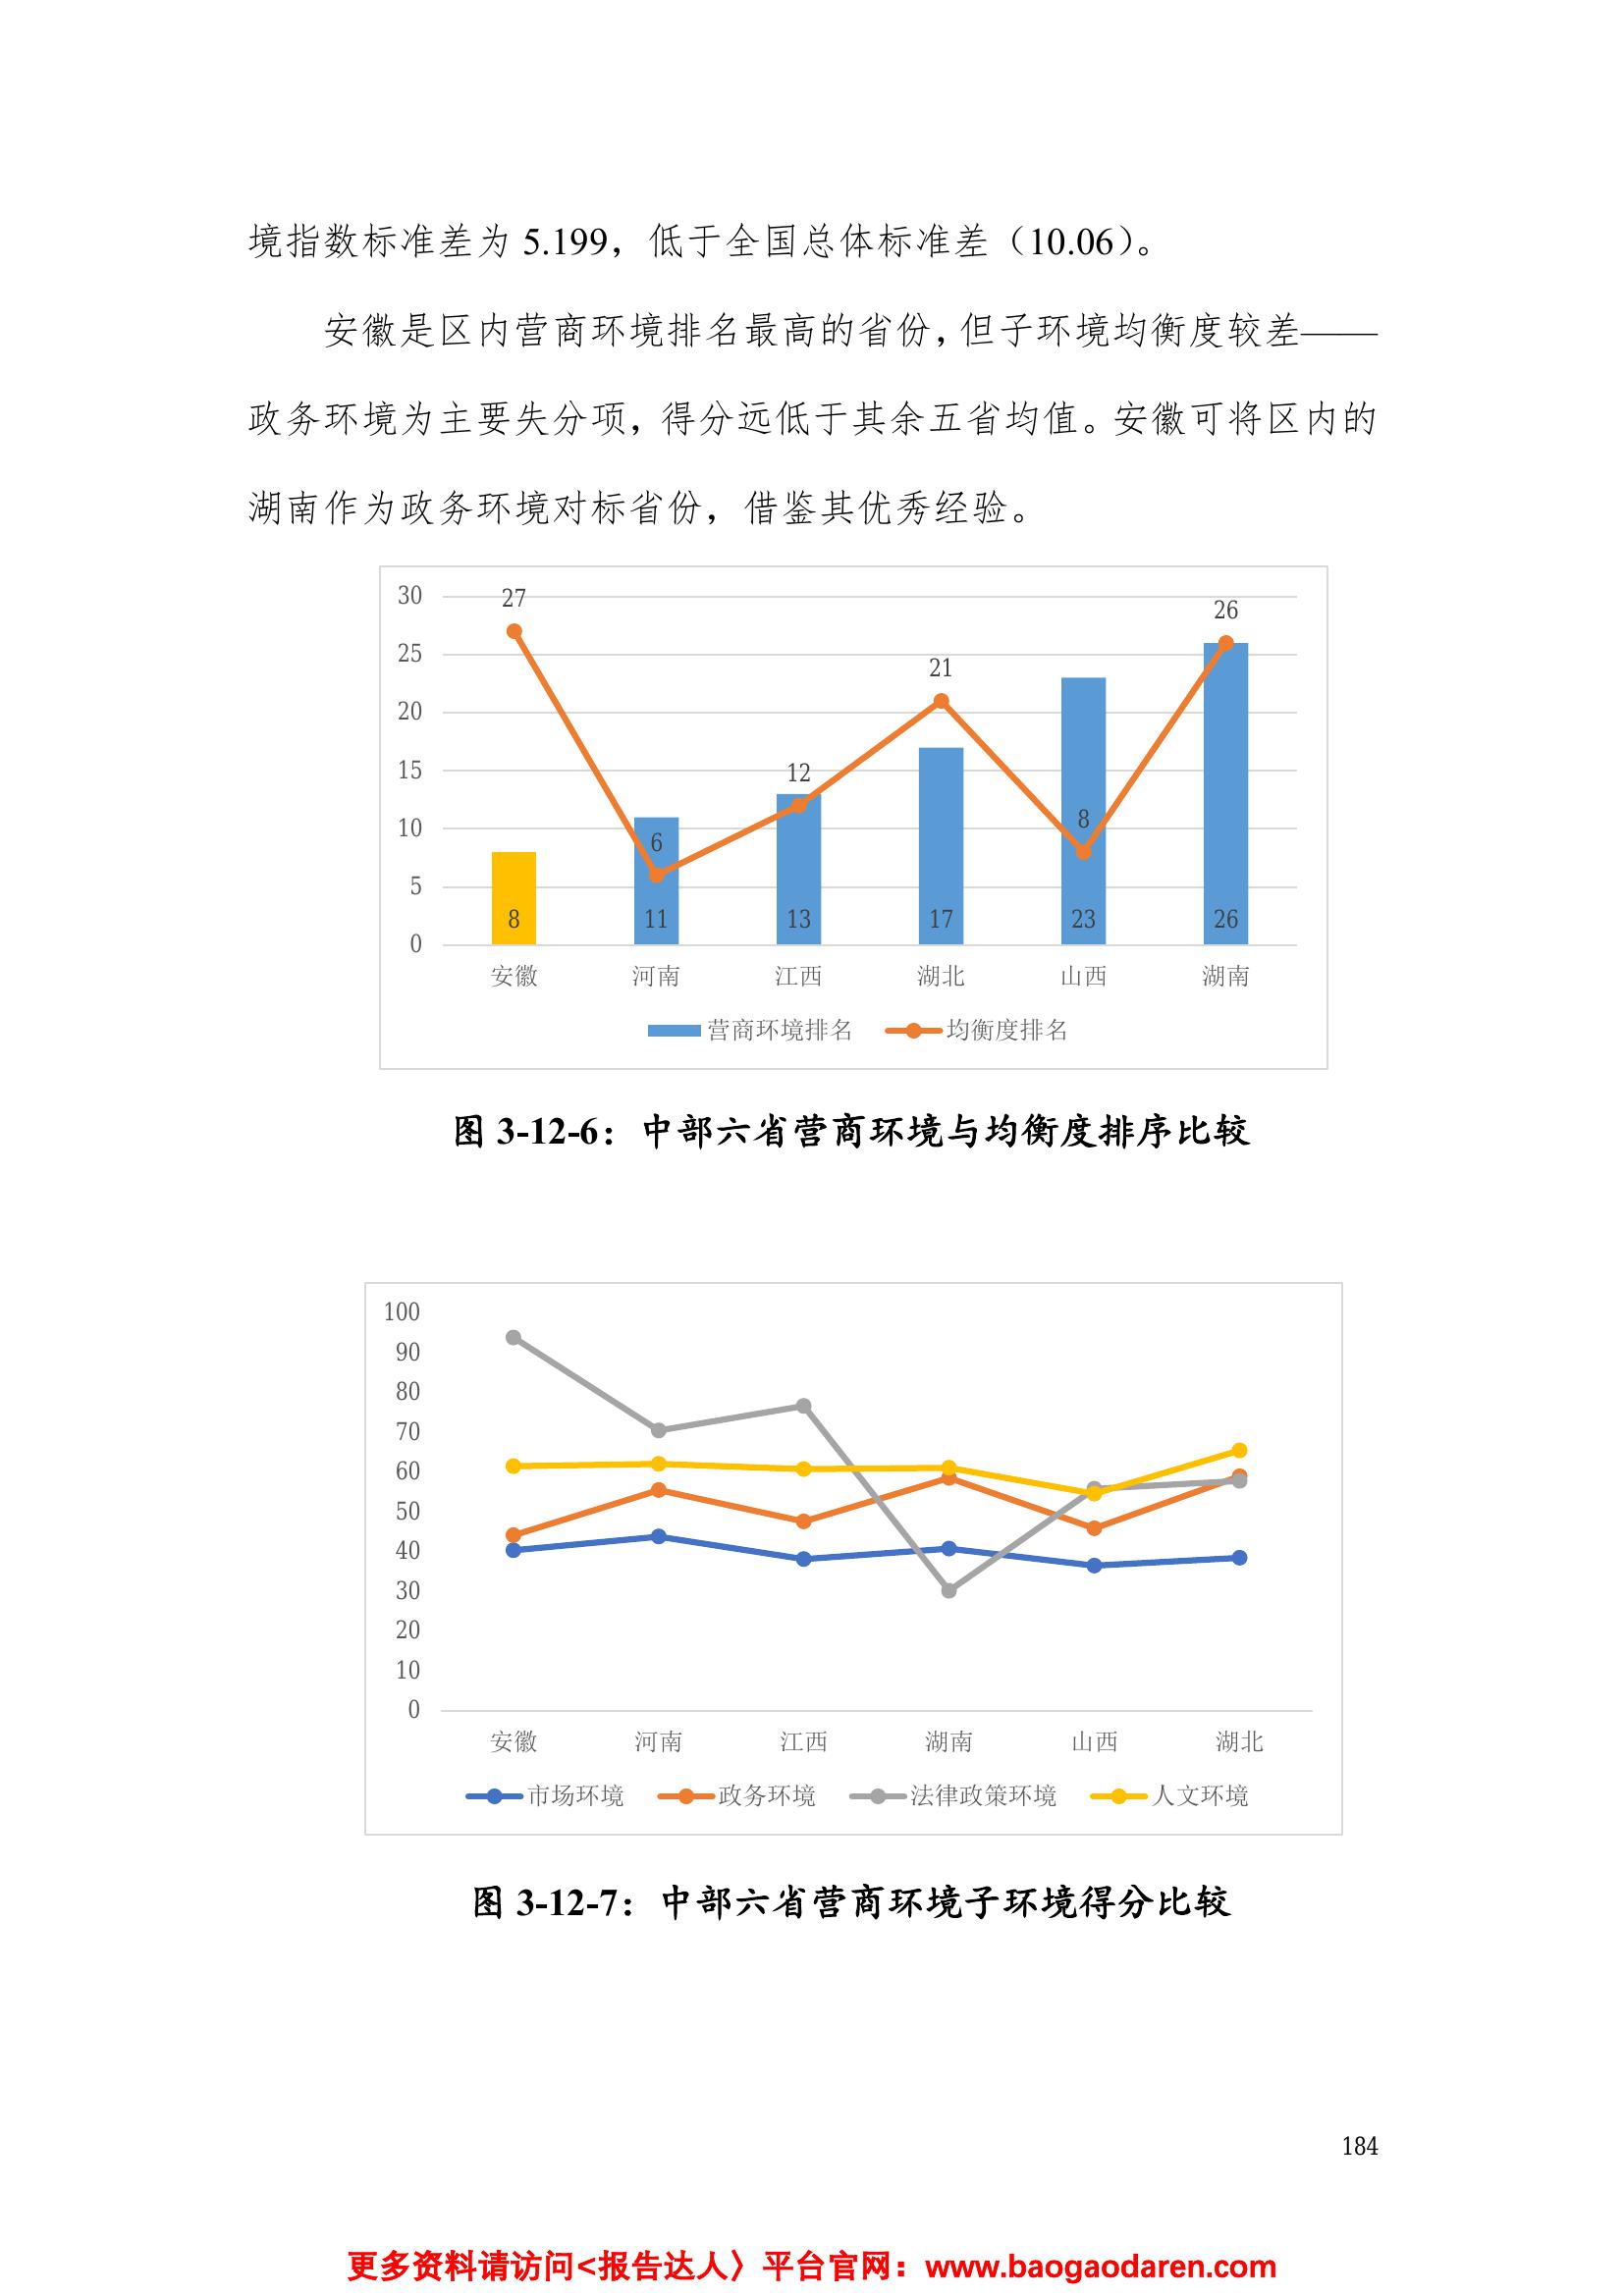 境指数标准差为 5.199，低于全国总体标准差（10.06）。
安徽是区内营商环境排名最高的省份，但子环境均衡度较差——
政务环境为主要失分项，得分远低于其余五省均值。安徽可将区内的
湖南作为政务环境对标省份，借鉴其优秀经验。
30
25
20
15
10
5
0
27
6
12
21
8
26
8
11
13
17
23
26
安徽 河南 江西 湖北 山西 湖南
营商环境排名 均衡度排名
图 3-12-6：中部六省营商环境与均衡度排序比较
100
90
80
70
60
50
40
30
20
10
0
安徽 河南 江西 湖南 山西 湖北
市场环境 政务环境 法律政策环境 人文环境
图 3-12-7：中部六省营商环境子环境得分比较
184
更多资料请访问<报告达人〉平台官网：www.baogaodaren.com